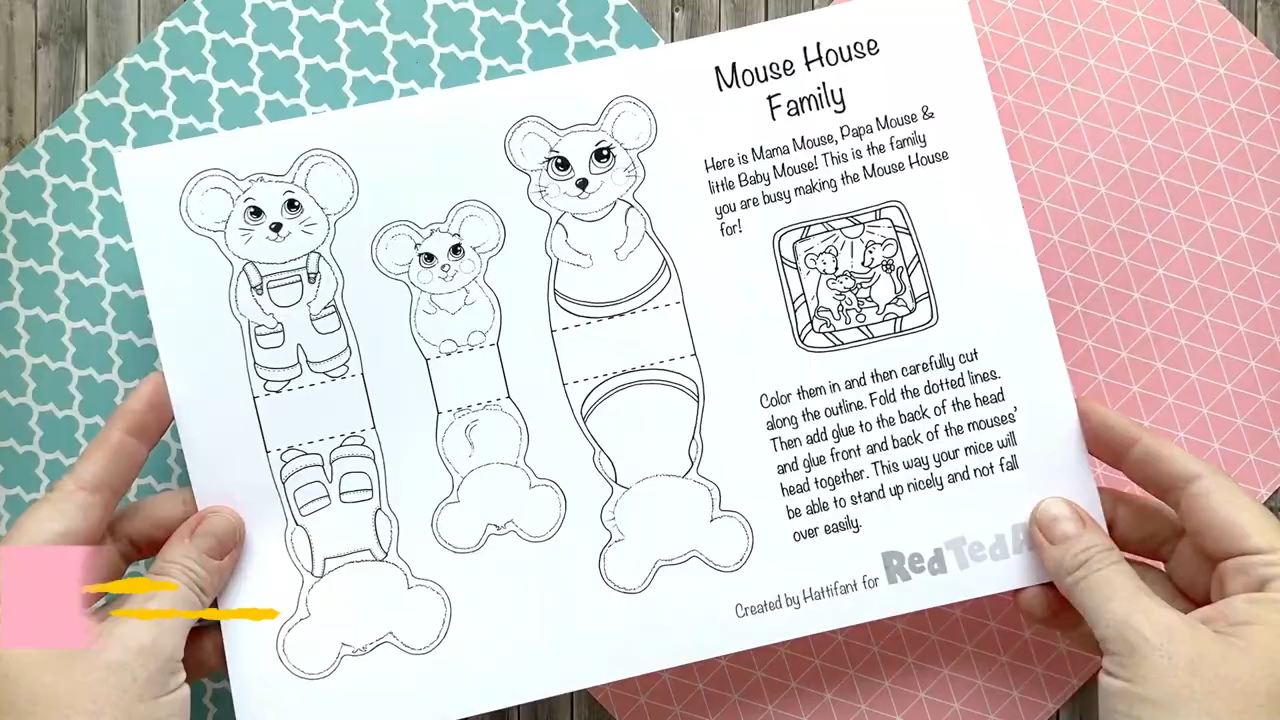 Mouse House
Family
Here is Mama Mouse, Papa Mouse &
little Baby Mouse! This is the family
you are busy making the Mouse House
for!
Color them in and then carefully cut
along the outline. Fold the dotted lines.
Then add glue to the back of the head
and glue front and back of the mouses'
head together. This way your mice will
be able to stand up nicely and not fall
over easily.
Created by Hattifant for RedTedA